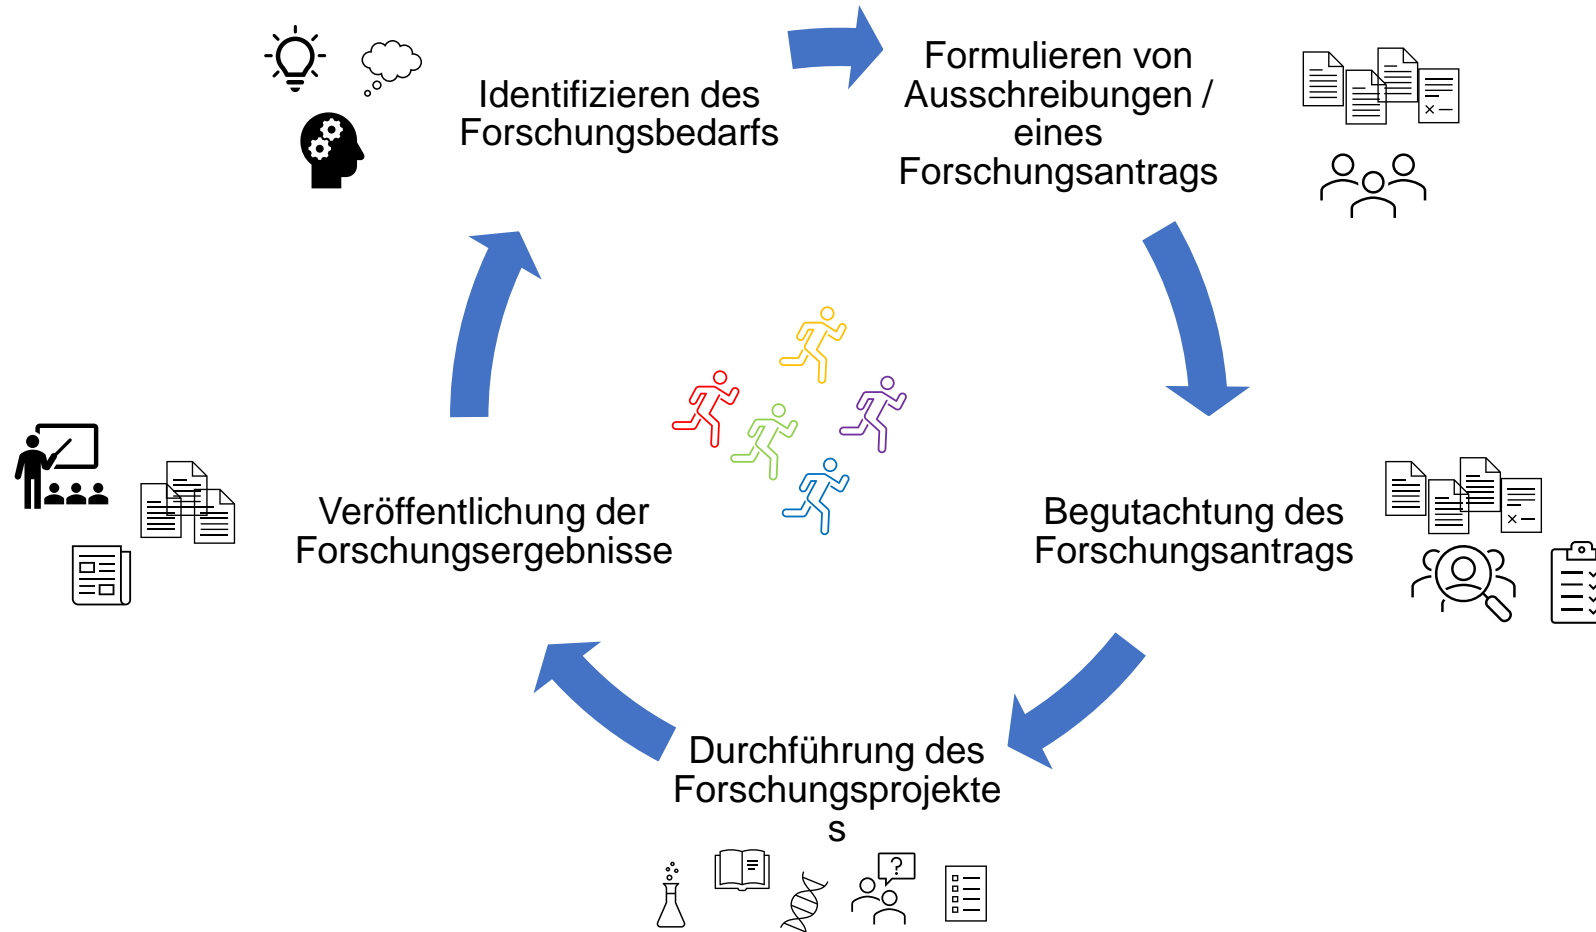 Identifizieren des
Forschungsbedarfs
Formulieren von
Ausschreibungen /
eines
Forschungsantrags
Begutachtung des
Forschungsantrags
Durchführung des
Forschungsprojekte
s
?
Veröffentlichung der
Forschungsergebnisse